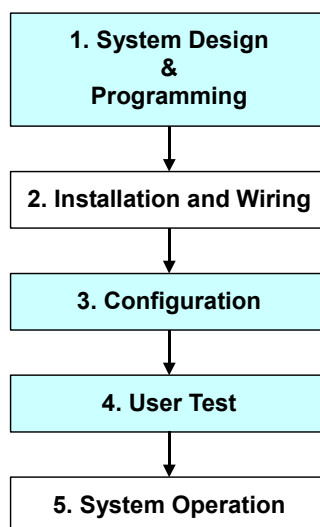 1. System Design
&
Programming
2. Installation and Wiring
3. Configuration
4. User Test
5. System Operation